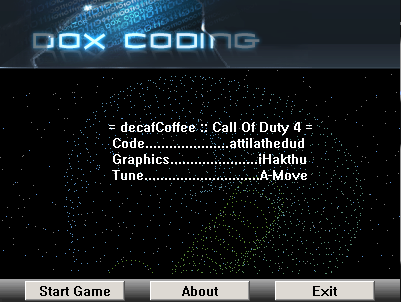 DOX CODING
= decafCoffee :: Call Of Duty 4 =
Code.....................attilathedud
Graphics......................iHakthu
Tune.............................A-Move
Start Game
About
Exit